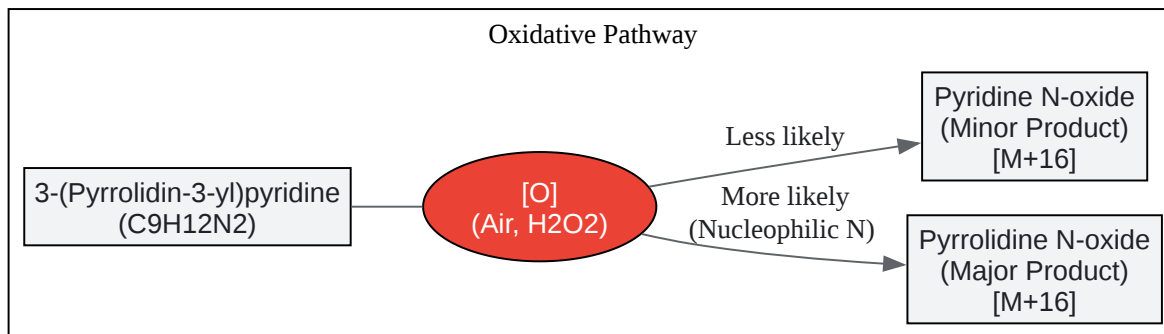 Oxidative Pathway
3-(Pyrrolidin-3-yl)pyridine
(C9H12N2)
[O]
(Air, H2O2)
Less likely
More likely
(Nucleophilic N)
Pyridine N-oxide
(Minor Product)
[M+16]
Pyrrolidine N-oxide
(Major Product)
[M+16]